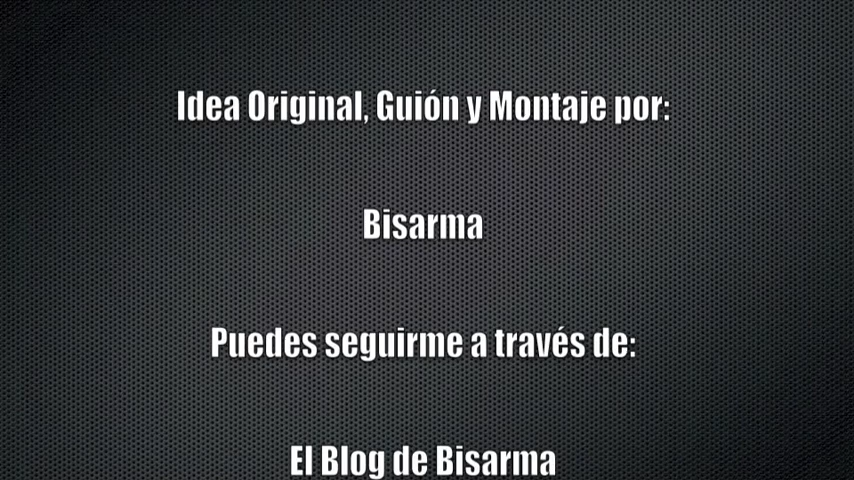 Idea Original, Guión y Montaje por:
Bisarma
Puedes seguirme a través de:
El Blog de Bisarma